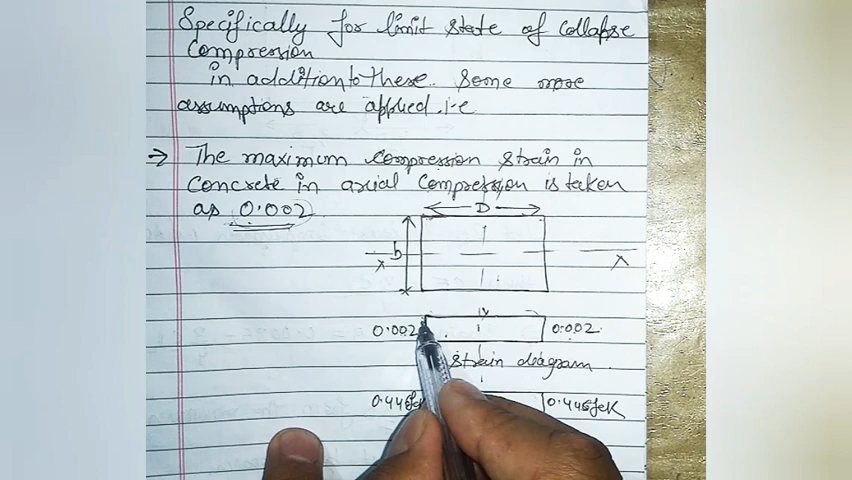 Specifically for limit state of collapse
compression
in addition to these. Some more
assumptions are applied. i-e
→ The maximum compression strain in
concrete in axial compression is taken
as 0.002
D
b
x x
y
0.002 0.002
y
strain diagram.
0.446fck 0.446fck